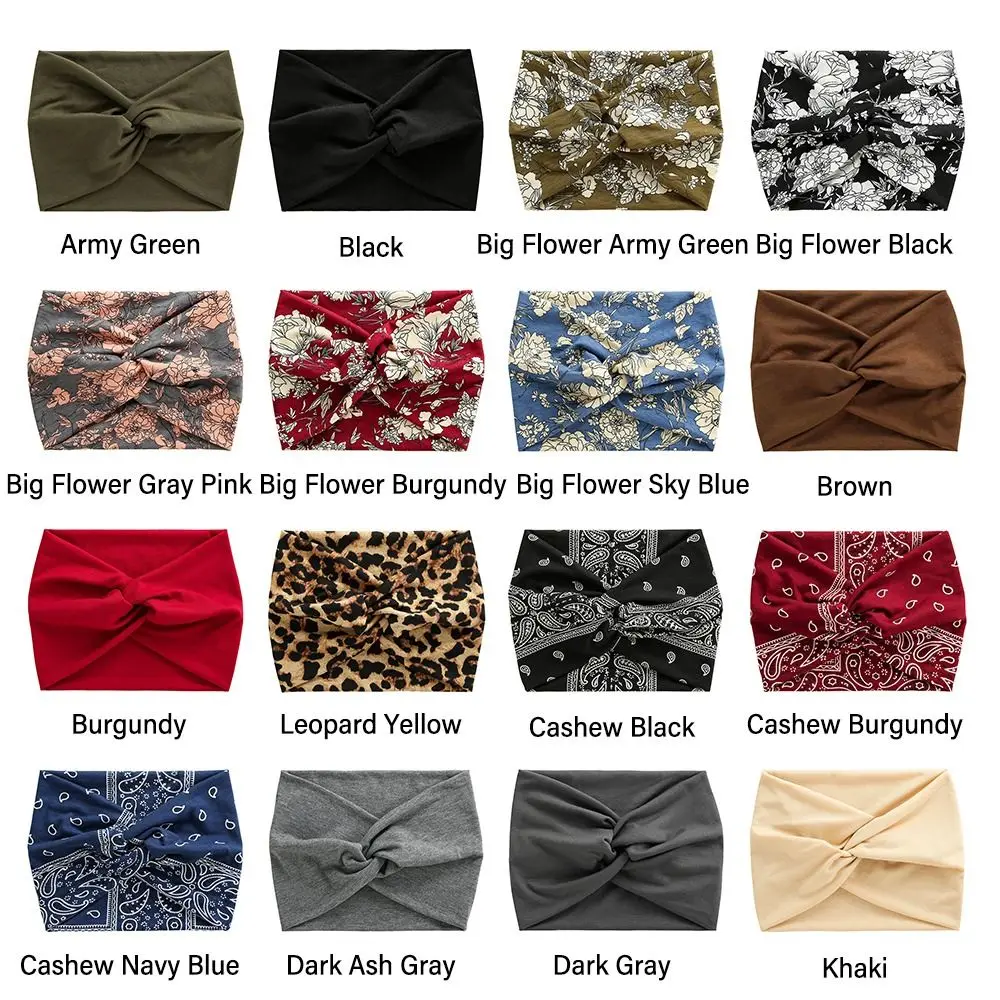 Army Green
Black
Big Flower Army Green
Big Flower Black
Big Flower Gray Pink
Big Flower Burgundy
Big Flower Sky Blue
Brown
Burgundy
Leopard Yellow
Cashew Black
Cashew Burgundy
Cashew Navy Blue
Dark Ash Gray
Dark Gray
Khaki